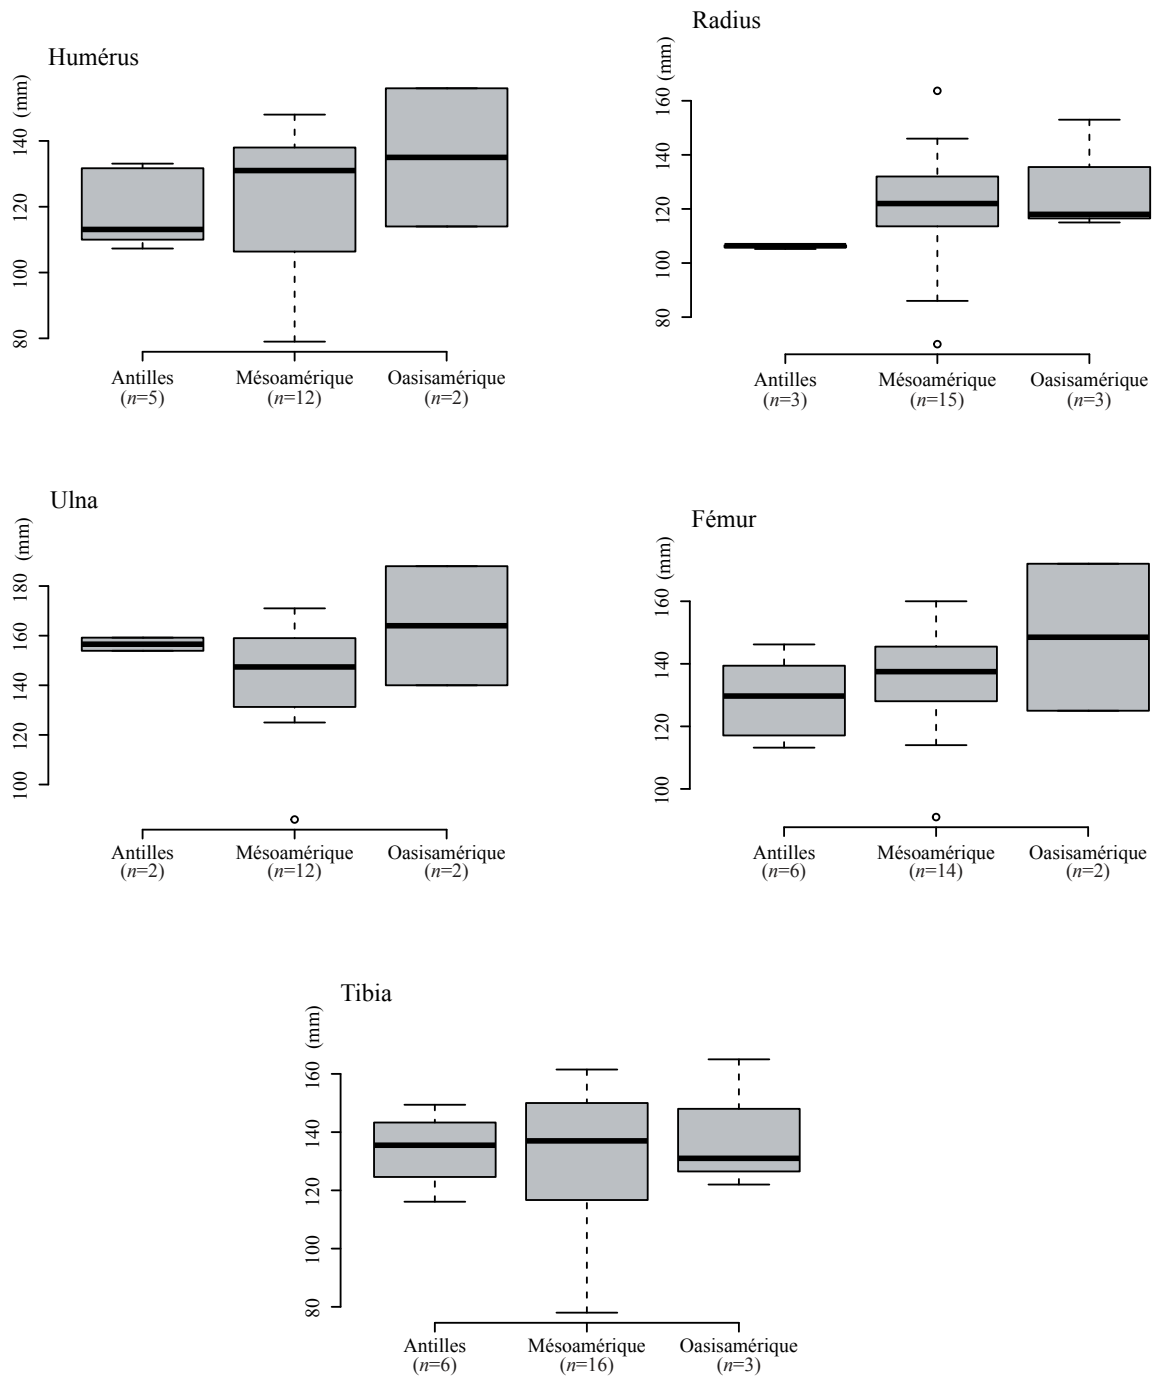 Humérus
(mm)
140
120
100
80
Antilles Mésoamérique Oasisamérique
(n=5) (n=12) (n=2)
Radius
(mm)
160
140
120
100
80
Antilles Mésoamérique Oasisamérique
(n=3) (n=15) (n=3)
Ulna
(mm)
180
160
140
120
100
Antilles Mésoamérique Oasisamérique
(n=2) (n=12) (n=2)
Fémur
(mm)
160
140
120
100
Antilles Mésoamérique Oasisamérique
(n=6) (n=14) (n=2)
Tibia
(mm)
160
140
120
100
80
Antilles Mésoamérique Oasisamérique
(n=6) (n=16) (n=3)